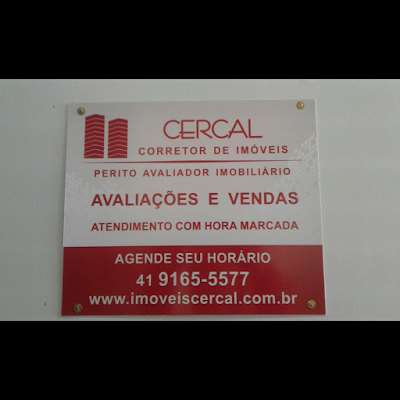 CERCAL
CORRETOR DE IMÓVEIS
PERITO AVALIADOR IMOBILIÁRIO
AVALIAÇÕES E VENDAS
ATENDIMENTO COM HORA MARCADA
AGENDE SEU HORÁRIO
41 9165-5577
www.imoveiscercal.com.br